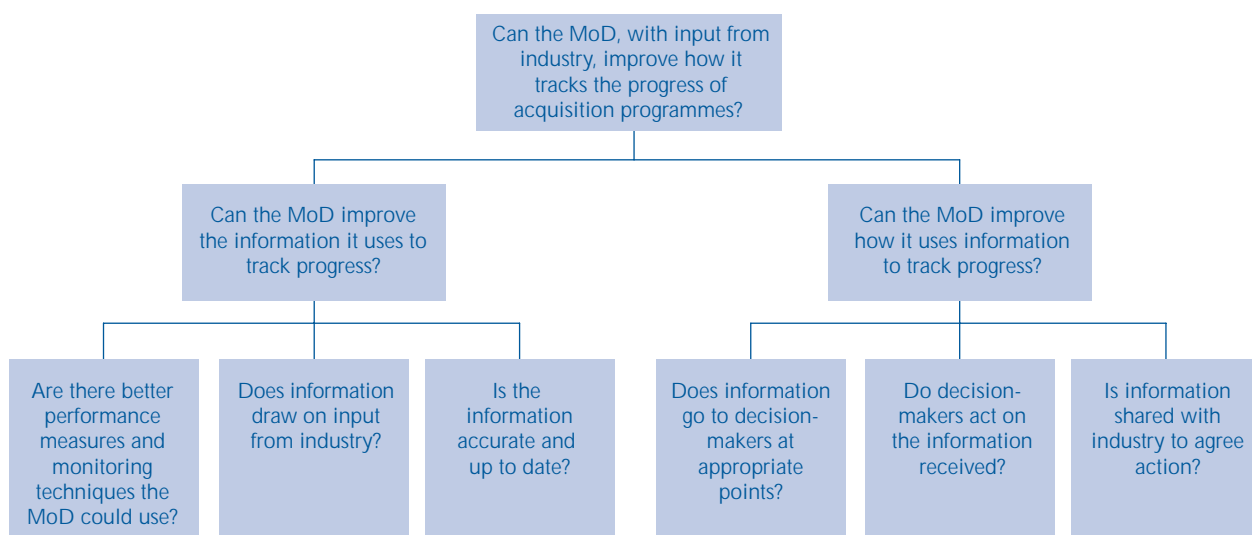 Can the MoD, with input from
industry, improve how it
tracks the progress of
acquisition programmes?
Can the MoD improve
the information it uses to
track progress?
Can the MoD improve
how it uses information
to track progress?
Are there better
performance
measures and
monitoring
techniques the
MoD could use?
Does information
draw on input
from industry?
Is the
information
accurate and
up to date?
Does information
go to decision-
makers at
appropriate
points?
Do decision-
makers act on
the information
received?
Is information
shared with
industry to agree
action?